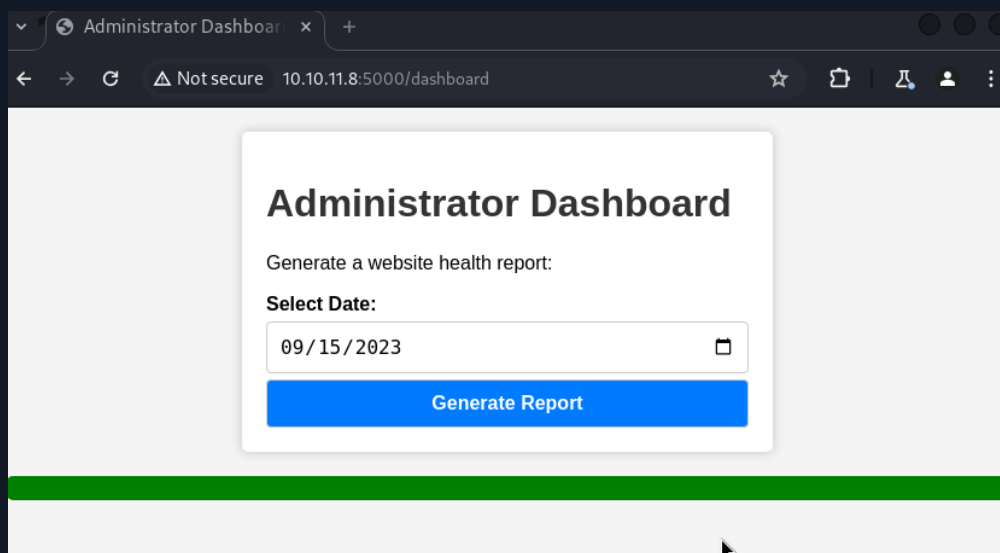 Administrator Dashboar
Not secure 10.10.11.8:5000/dashboard
Administrator Dashboard
Generate a website health report:
Select Date:
09/15/2023
Generate Report